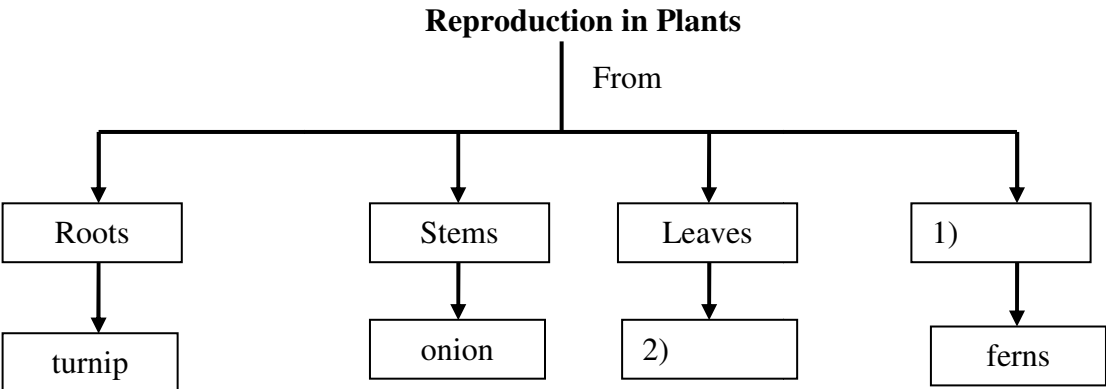 Reproduction in Plants
From
Roots
Stems
Leaves
1)
turnip
onion
2)
ferns